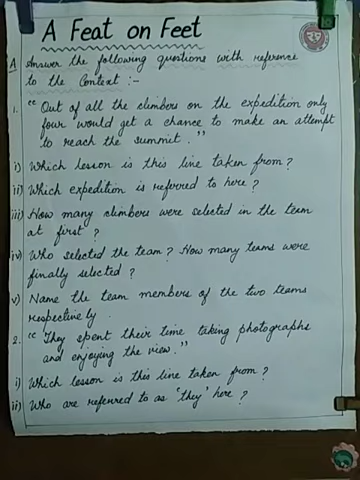 A Feat on Feet
A Answer the following questions with reference
to the Context :-
1. "Out of all the climbers on the expedition only
four would get a chance to make an attempt
to reach the summit."
i) Which lesson is this line taken from?
ii) Which expedition is referred to here?
iii) How many climbers were selected in the team
at first?
iv) Who selected the team? How many teams were
finally selected?
v) Name the team members of the two teams
respectively.
2. "They spent their time taking photographs
and enjoying the view."
i) Which lesson is this line taken from?
ii) Who are referred to as 'they' here?